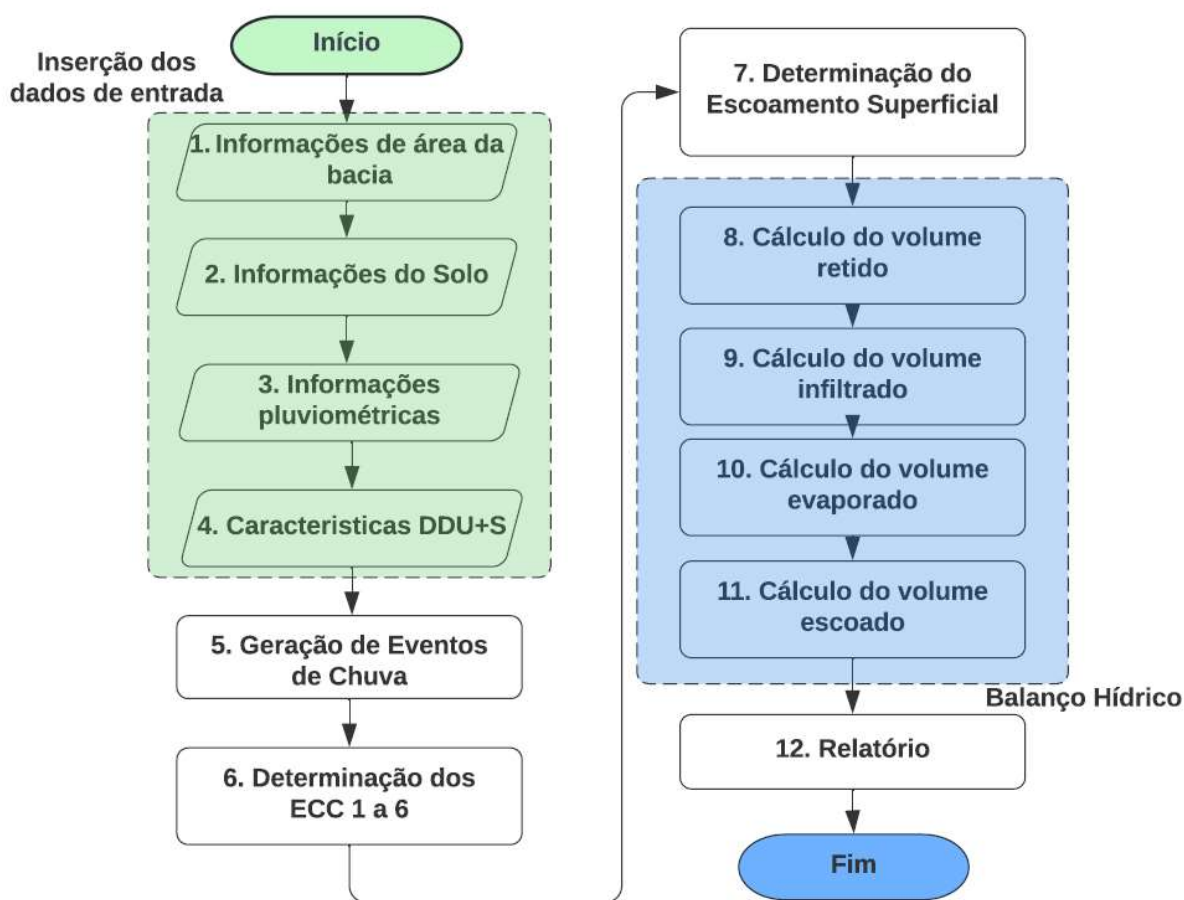 Início
Inserção dos
dados de entrada
1. Informações de área da
bacia
2. Informações do Solo
3. Informações
pluviométricas
4. Caracteristicas DDU+S
5. Geração de Eventos
de Chuva
6. Determinação dos
ECC 1 a 6
7. Determinação do
Escoamento Superficial
8. Cálculo do volume
retido
9. Cálculo do volume
infiltrado
10. Cálculo do volume
evaporado
11. Cálculo do volume
escoado
Balanço Hídrico
12. Relatório
Fim